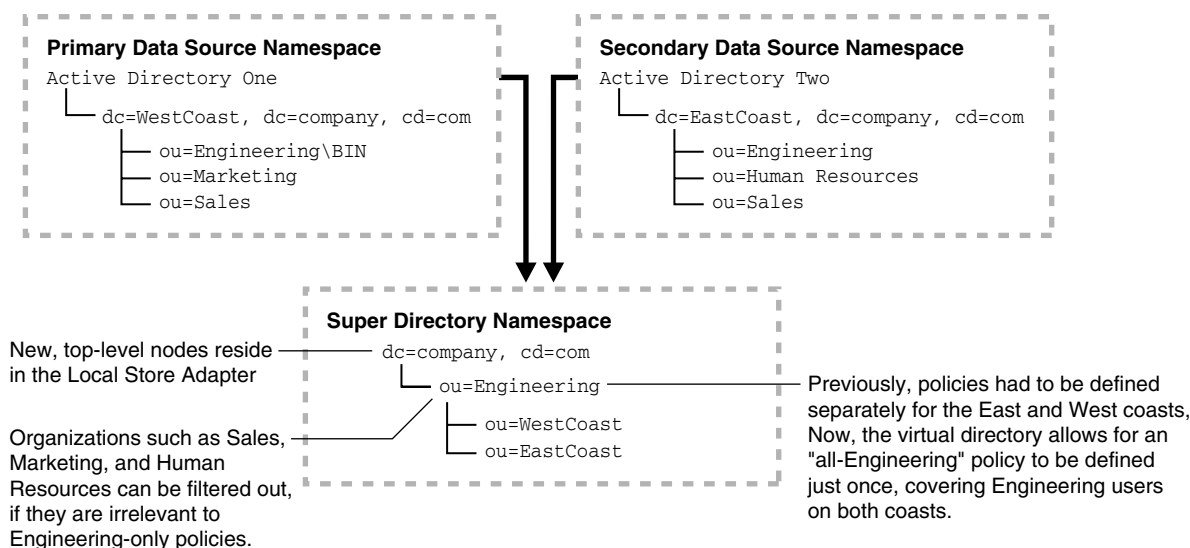 Primary Data Source Namespace
Active Directory One
dc=WestCoast, dc=company, cd=com
ou=Engineering\BIN
ou=Marketing
ou=Sales
Secondary Data Source Namespace
Active Directory Two
dc=EastCoast, dc=company, cd=com
ou=Engineering
ou=Human Resources
ou=Sales
Super Directory Namespace
dc=company, cd=com
ou=Engineering
ou=WestCoast
ou=EastCoast
New, top-level nodes reside
in the Local Store Adapter
Organizations such as Sales,
Marketing, and Human
Resources can be filtered out,
if they are irrelevant to
Engineering-only policies.
Previously, policies had to be defined
separately for the East and West coasts,
Now, the virtual directory allows for an
"all-Engineering" policy to be defined
just once, covering Engineering users
on both coasts.